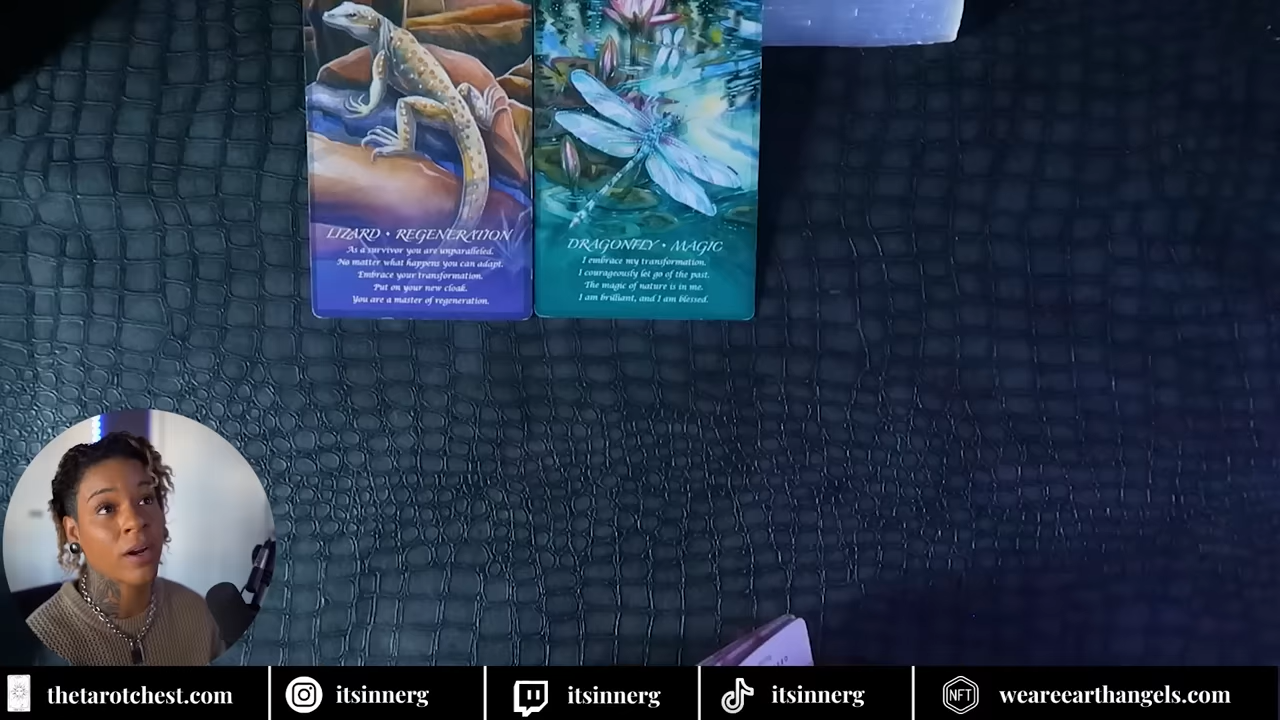 LIZARD • REGENERATION
As a survivor you are unparalleled.
No matter what happens you can adapt.
Embrace your transformation.
Put on your new cloak.
You are a master of regeneration.
DRAGONFLY • MAGIC
I embrace my transformation.
I courageously let go of the past.
The magic of nature is in me.
I am brilliant, and I am blessed.
thetarotchest.com
itsinnerg
itsinnerg
itsinnerg
NFT
weareearthangels.com